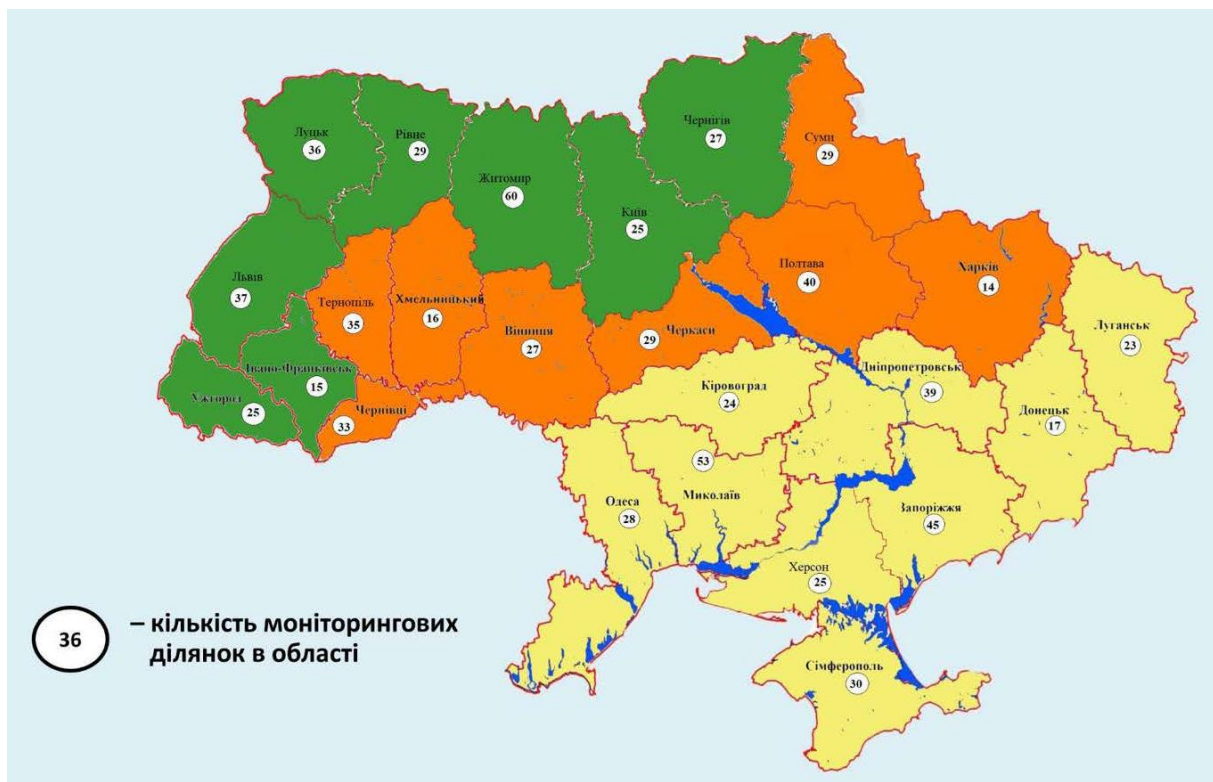 Чернігів
27
Луцьк
36
Рівне
29
Суми
29
Житомир
60
Київ
25
Львів
37
Тернопіль
35
Хмельницький
16
Вінниця
27
Черкаси
29
Полтава
40
Харків
14
Луганськ
23
Івано-Франківськ
15
Ужгород
25
Чернівці
33
Кіровоград
24
Дніпропетровськ
39
Донецьк
17
53
Миколаїв
Одеса
28
Запоріжжя
45
Херсон
25
Сімферополь
30
36
– кількість моніторингових
ділянок в області